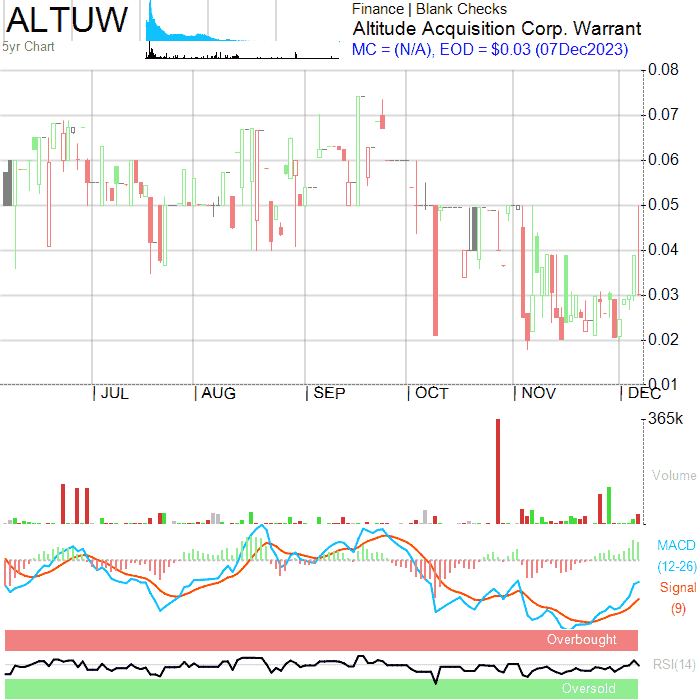 ALTUW
5yr Chart
Finance | Blank Checks
Altitude Acquisition Corp. Warrant
MC = (N/A), EOD = $0.03 (07Dec2023)
0.08
0.07
0.06
0.05
0.04
0.03
0.02
0.01
JUL
AUG
SEP
OCT
NOV
DEC
365k
Volume
MACD
(12-26)
Signal
(9)
Overbought
RSI(14)
Oversold